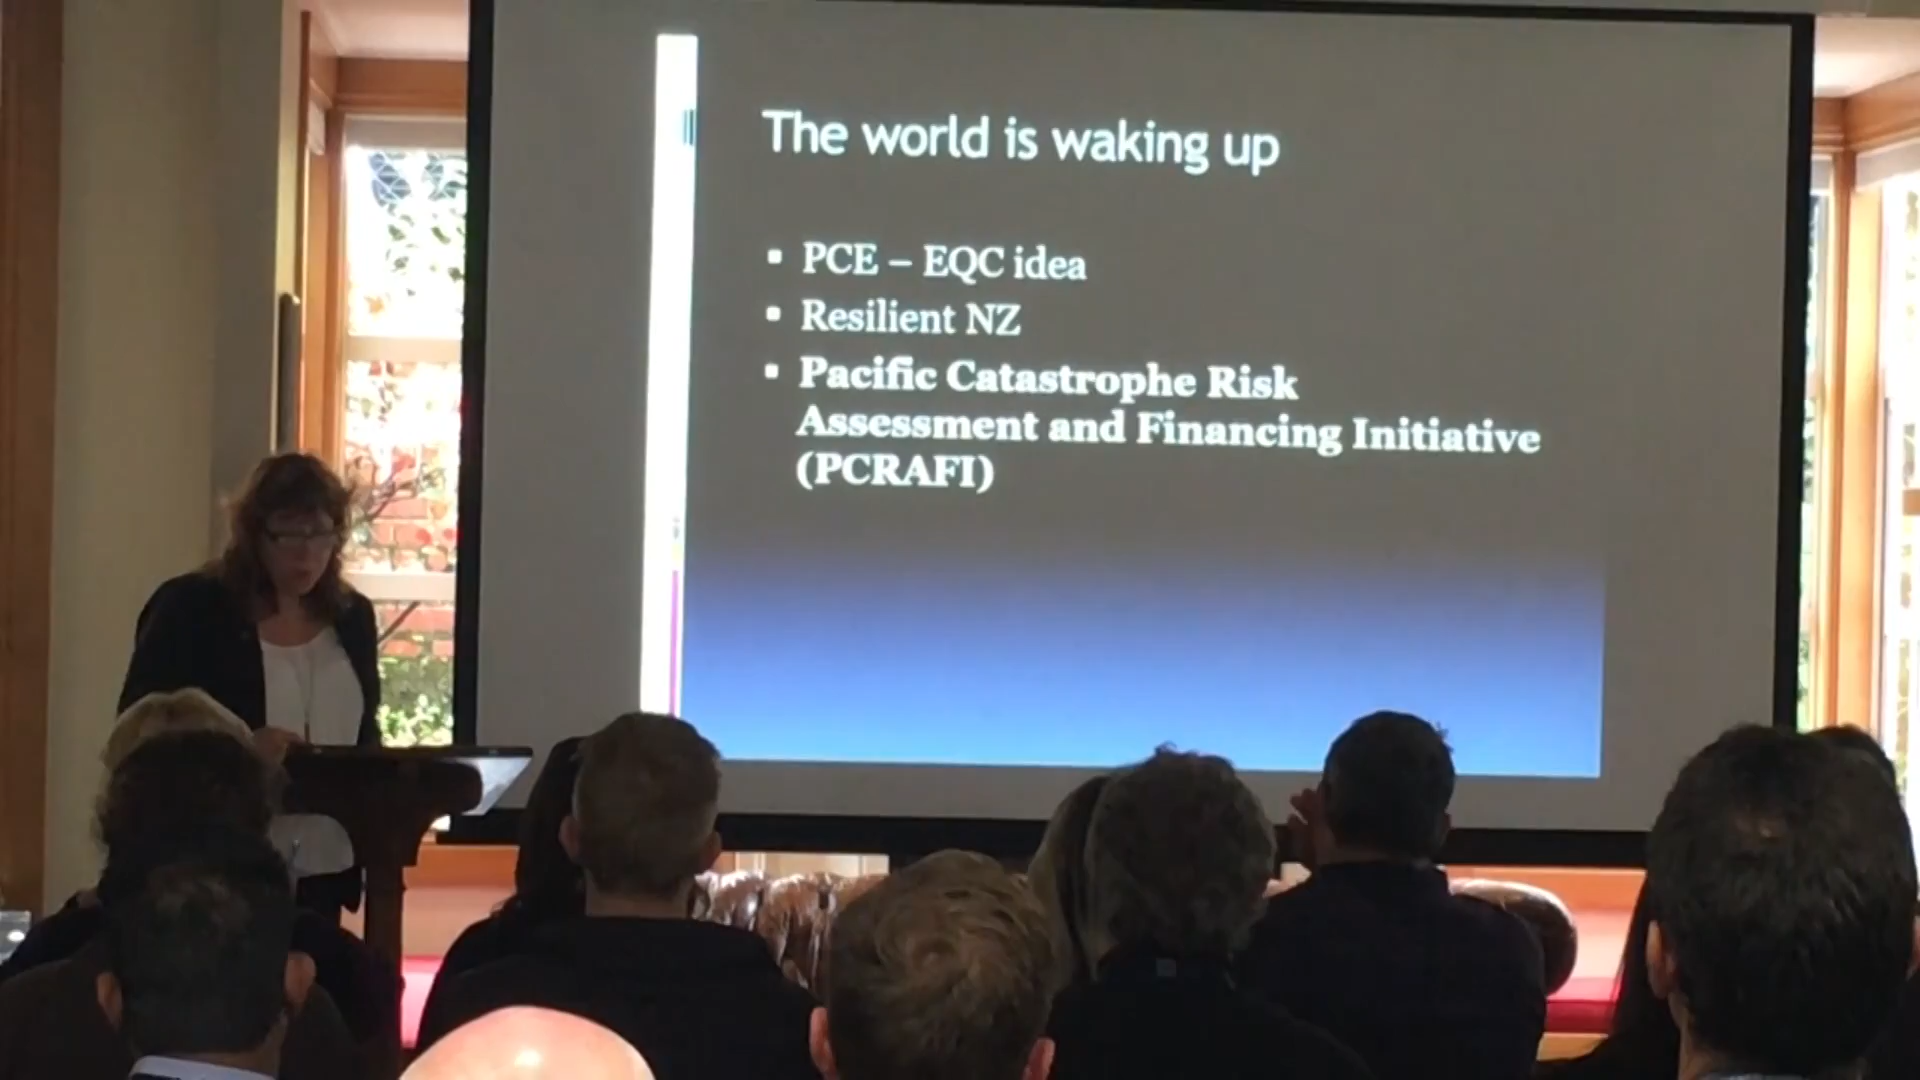 The world is waking up
▪ PCE – EQC idea
▪ Resilient NZ
▪ Pacific Catastrophe Risk
Assessment and Financing Initiative
(PCRAFI)